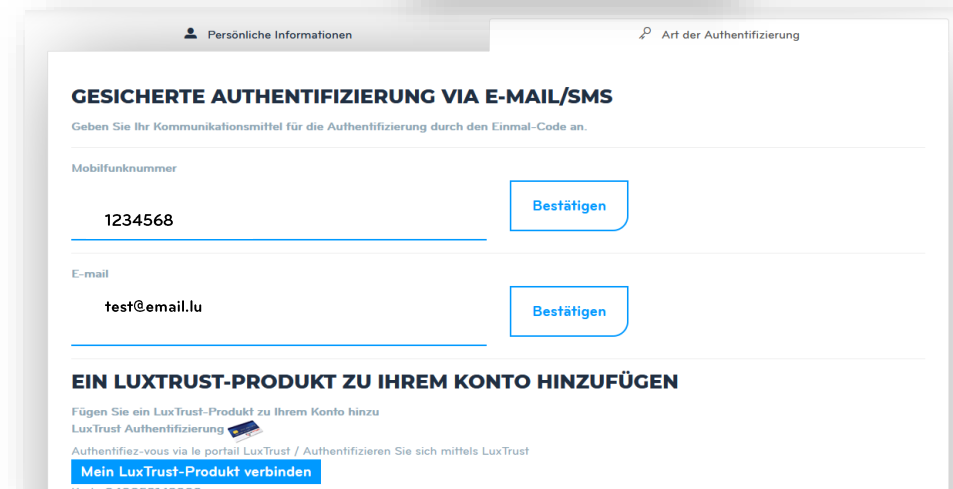 Persönliche Informationen
Art der Authentifizierung
GESICHERTE AUTHENTIFIZIERUNG VIA E-MAIL/SMS
Geben Sie Ihr Kommunikationsmittel für die Authentifizierung durch den Einmal-Code an.
Mobilfunknummer
1234568
Bestätigen
E-mail
test@email.lu
Bestätigen
EIN LUXTRUST-PRODUKT ZU IHREM KONTO HINZUFÜGEN
Fügen Sie ein LuxTrust-Produkt zu Ihrem Konto hinzu
LuxTrust Authentifizierung
Authentifiez-vous via le portail LuxTrust / Authentifizieren Sie sich mittels LuxTrust
Mein LuxTrust-Produkt verbinden